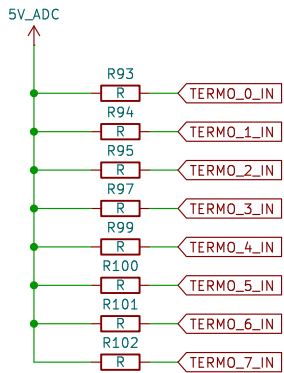 5V_ADC
R93
R TERMO_0_IN
R94
R TERMO_1_IN
R95
R TERMO_2_IN
R97
R TERMO_3_IN
R99
R TERMO_4_IN
R100
R TERMO_5_IN
R101
R TERMO_6_IN
R102
R TERMO_7_IN